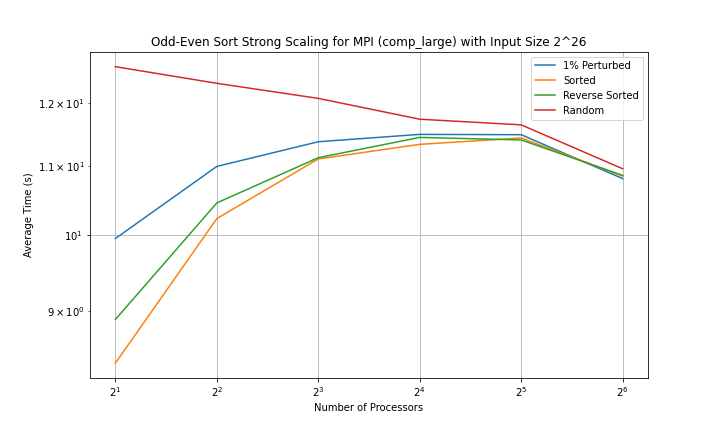 Odd-Even Sort Strong Scaling for MPI (comp_large) with Input Size 2^26
1% Perturbed
Sorted
Reverse Sorted
Random
1.2 × 10¹
1.1 × 10¹
10¹
9 × 10⁰
Average Time (s)
2¹ 2² 2³ 2⁴ 2⁵ 2⁶
Number of Processors